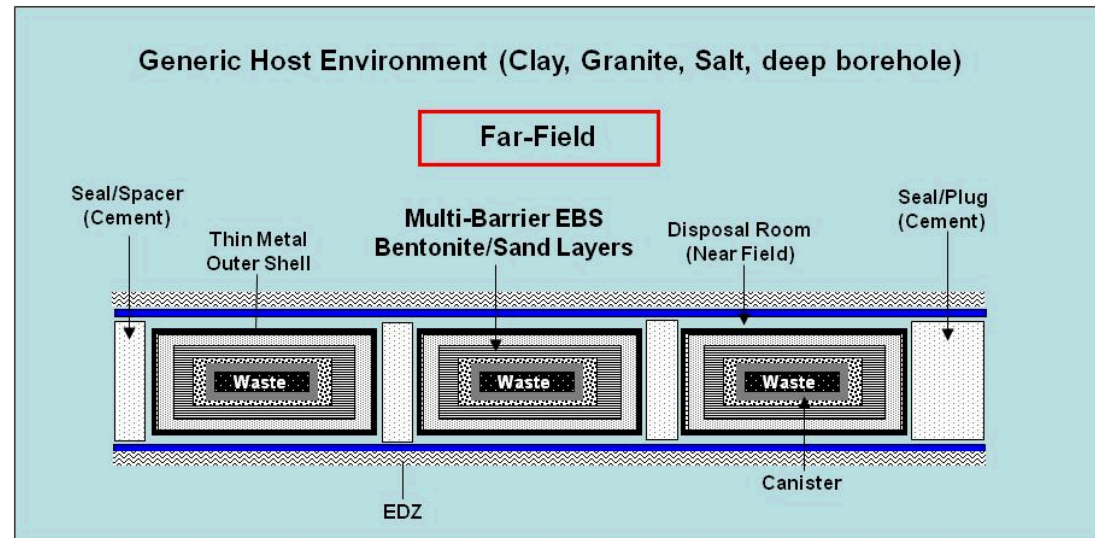 Generic Host Environment (Clay, Granite, Salt, deep borehole)
Far-Field
Seal/Spacer
(Cement)
Thin Metal
Outer Shell
Multi-Barrier EBS
Bentonite/Sand Layers
Disposal Room
(Near Field)
Seal/Plug
(Cement)
Waste
Waste
Waste
Canister
EDZ